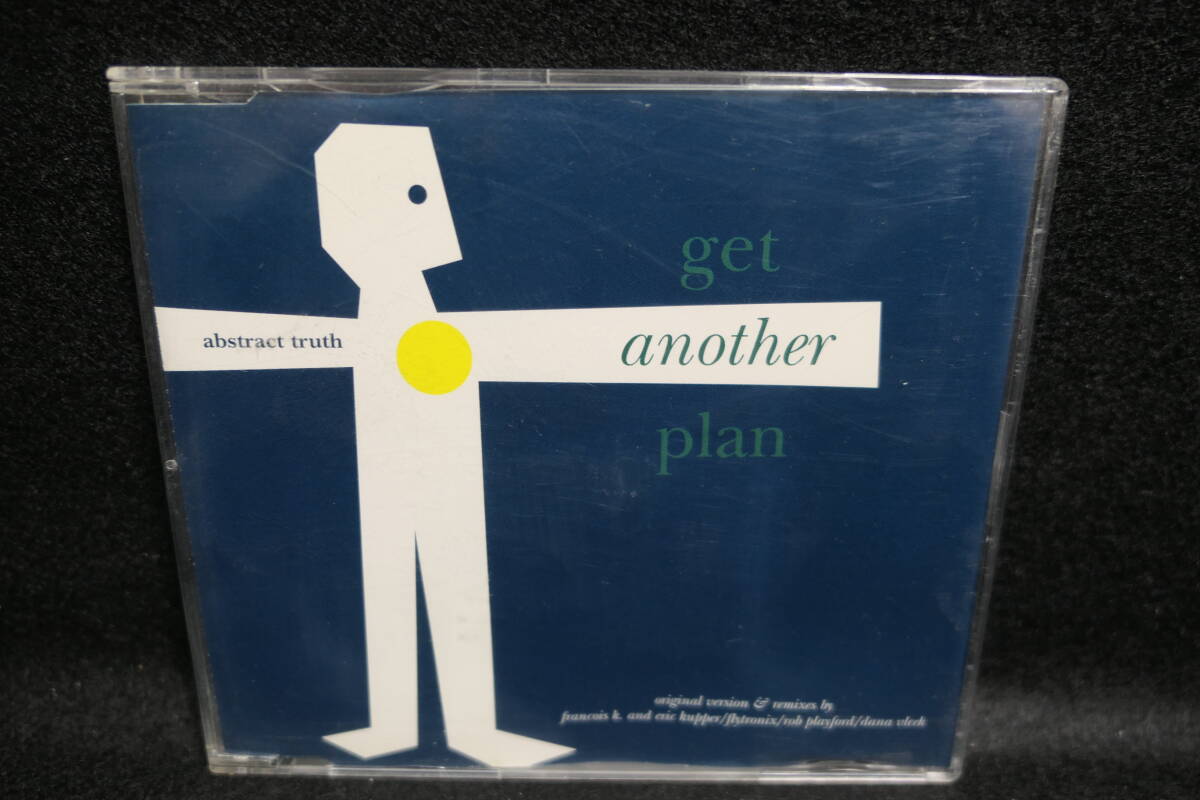 get
abstract truth
another
plan
original version & remixes by
francois k. and eric kupper/flytronix/rob playford/dana vleck